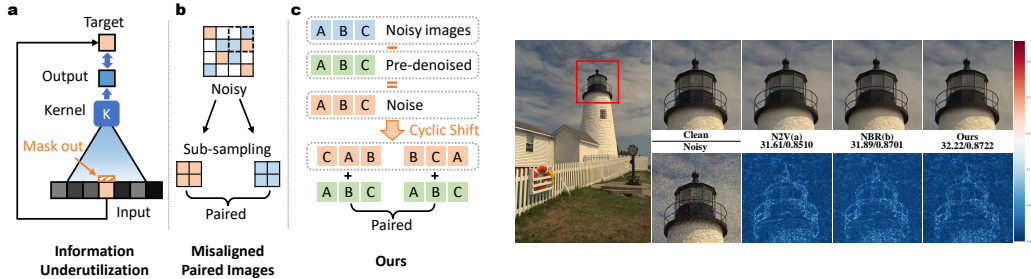 a
Target
Output
Kernel
K
Mask out
Input
Information
Underutilization
b
Noisy
Sub-sampling
Paired
Misaligned
Paired Images
c
A B C Noisy images
A B C Pre-denoised
A B C Noise
Cyclic Shift
C A B B C A
+ +
A B C A B C
Paired
Ours
Clean N2V(a) NBR(b) Ours
Noisy 31.61/0.8510 31.89/0.8701 32.22/0.8722